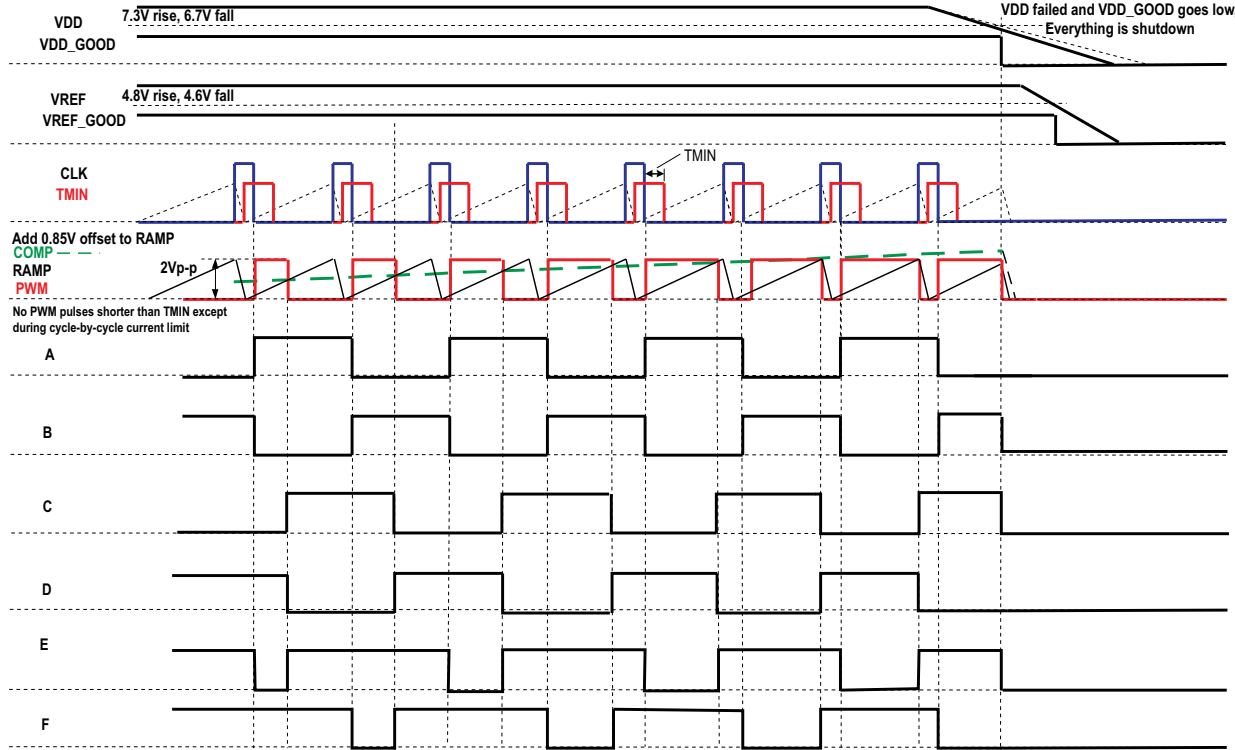 VDD
7.3V rise, 6.7V fall
VDD failed and VDD_GOOD goes low,
Everything is shutdown
VDD_GOOD
VREF
4.8V rise, 4.6V fall
VREF_GOOD
CLK
TMIN
TMIN
Add 0.85V offset to RAMP
COMP
RAMP
2Vp-p
PWM
No PWM pulses shorter than TMIN except
during cycle-by-cycle current limit
A
B
C
D
E
F